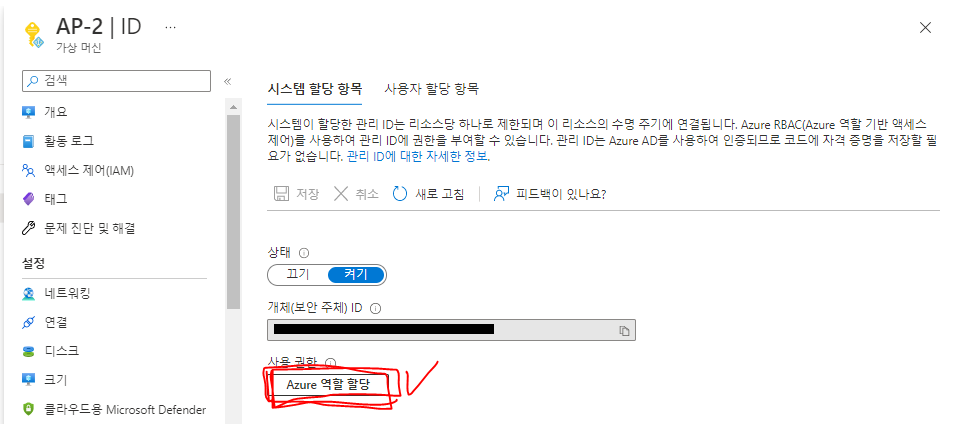 AP-2 | ID ...
가상 머신
검색
개요
활동 로그
액세스 제어(IAM)
태그
문제 진단 및 해결
설정
네트워킹
연결
디스크
크기
클라우드용 Microsoft Defender
시스템 할당 항목 사용자 할당 항목
시스템이 할당한 관리 ID는 리소스당 하나로 제한되며 이 리소스의 수명 주기에 연결됩니다. Azure RBAC(Azure 역할 기반 액세스
제어)를 사용하여 관리 ID에 권한을 부여할 수 있습니다. 관리 ID는 Azure AD를 사용하여 인증되므로 코드에 자격 증명을 저장할 필
요가 없습니다. 관리 ID에 대한 자세한 정보.
저장 취소 새로 고침 피드백이 있나요?
상태
끄기 켜기
개체(보안 주체) ID
사용 권한
Azure 역할 할당